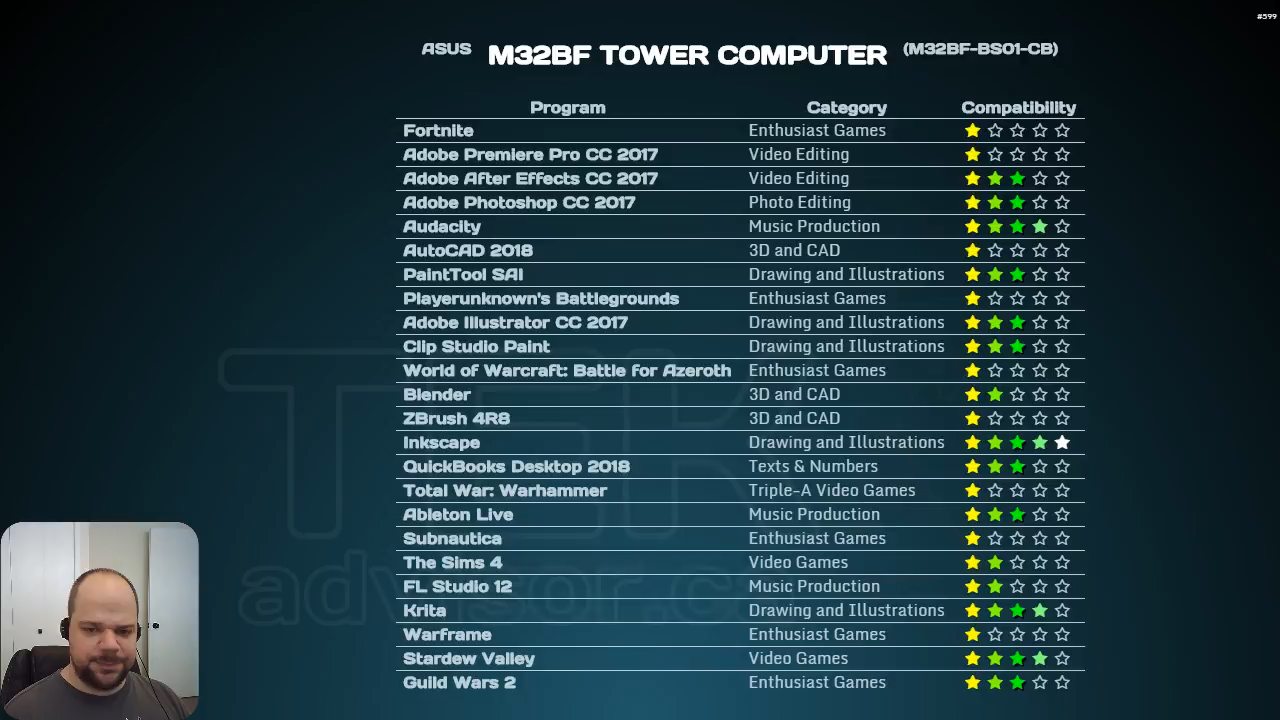 #599
ASUS M32BF TOWER COMPUTER (M32BF-BS01-CB)
Program Category Compatibility
Fortnite Enthusiast Games
Adobe Premiere Pro CC 2017 Video Editing
Adobe After Effects CC 2017 Video Editing
Adobe Photoshop CC 2017 Photo Editing
Audacity Music Production
AutoCAD 2018 3D and CAD
PaintTool SAI Drawing and Illustrations
Playerunknown's Battlegrounds Enthusiast Games
Adobe Illustrator CC 2017 Drawing and Illustrations
Clip Studio Paint Drawing and Illustrations
World of Warcraft: Battle for Azeroth Enthusiast Games
Blender 3D and CAD
ZBrush 4R8 3D and CAD
Inkscape Drawing and Illustrations
QuickBooks Desktop 2018 Texts & Numbers
Total War: Warhammer Triple-A Video Games
Ableton Live Music Production
Subnautica Enthusiast Games
The Sims 4 Video Games
FL Studio 12 Music Production
Krita Drawing and Illustrations
Warframe Enthusiast Games
Stardew Valley Video Games
Guild Wars 2 Enthusiast Games